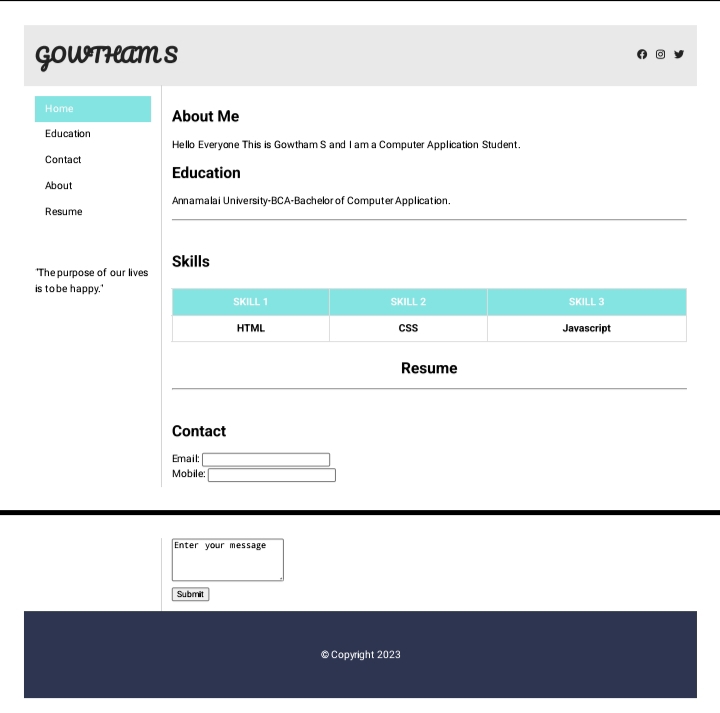 GOWTHAM S
Home
Education
Contact
About
Resume
"The purpose of our lives
is to be happy."
About Me
Hello Everyone This is Gowtham S and I am a Computer Application Student.
Education
Annamalai University-BCA-Bachelor of Computer Application.
Skills
SKILL 1 SKILL 2 SKILL 3
HTML CSS Javascript
Resume
Contact
Email:
Mobile:
Enter your message
Submit
© Copyright 2023